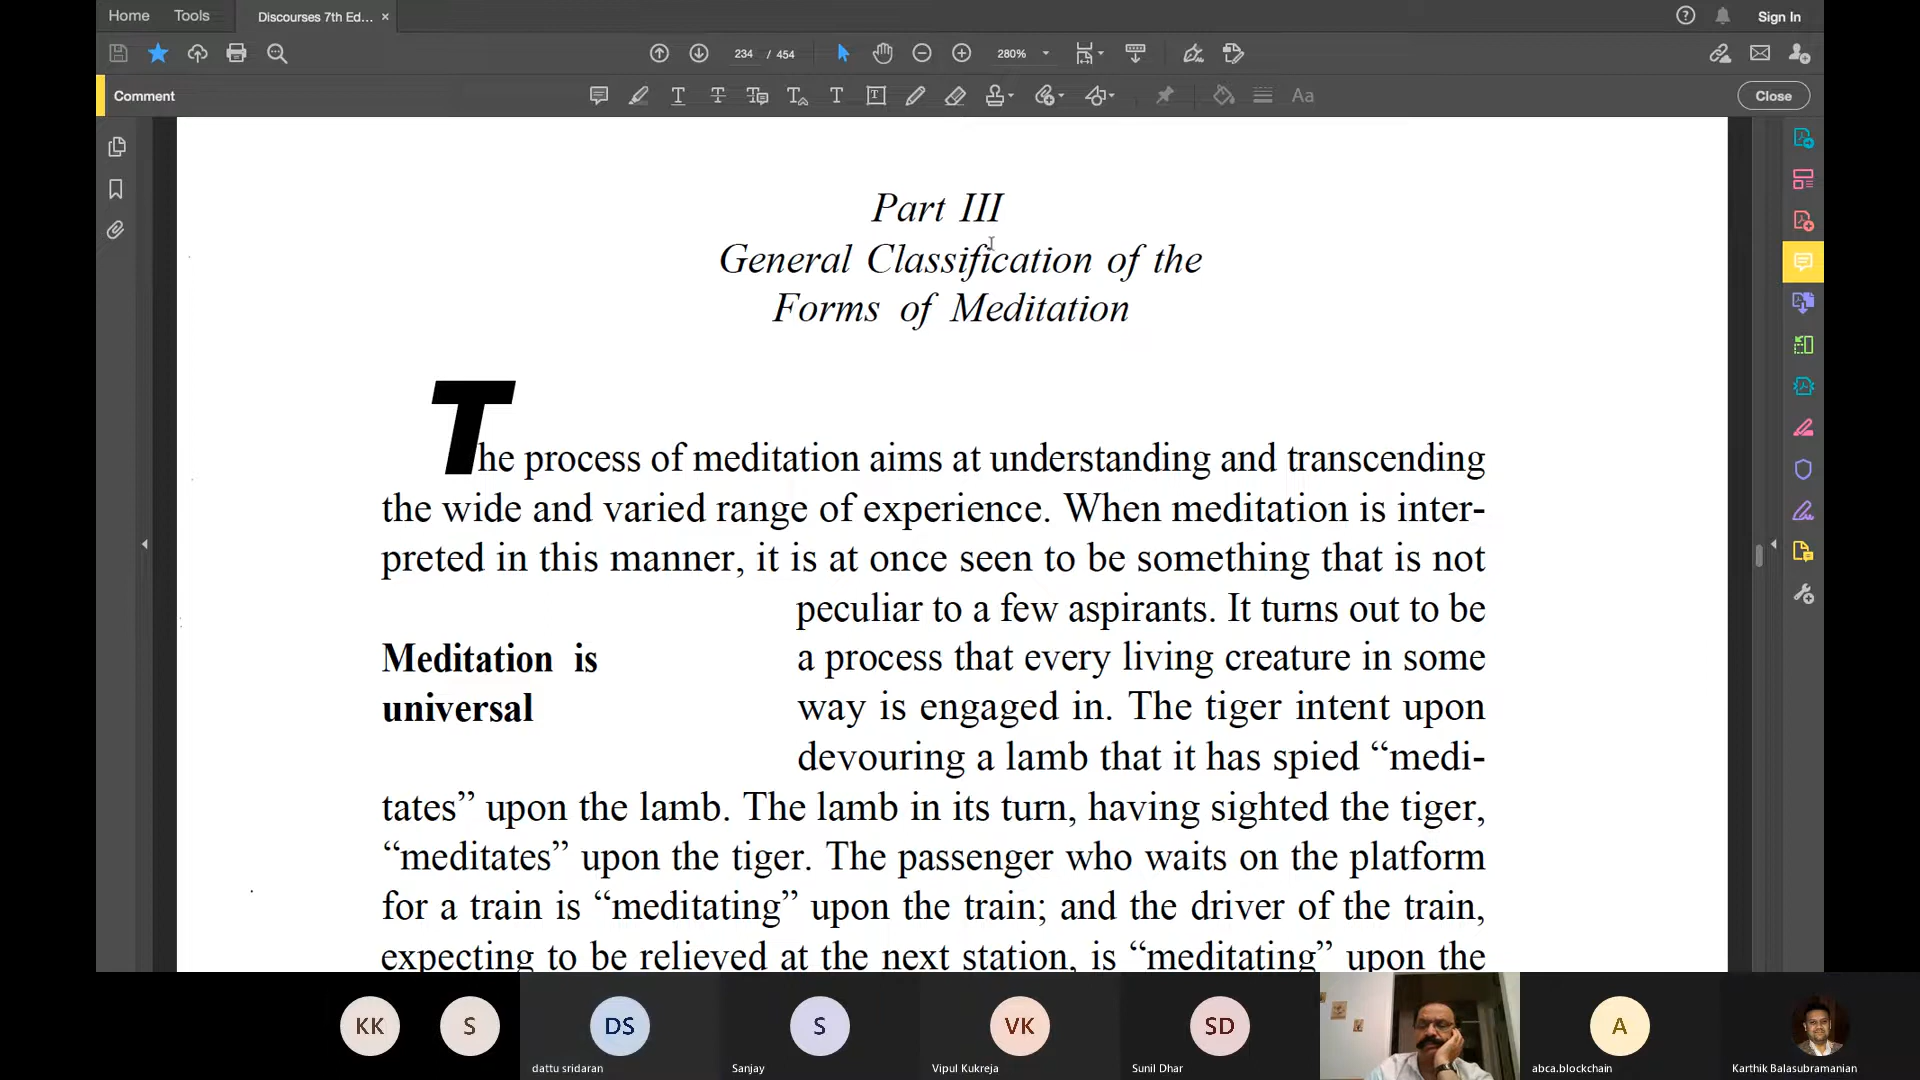 Home Tools Discourses 7th Ed... × Sign In
234 / 454 280%
Comment Close
Part III
General Classification of the
Forms of Meditation
The process of meditation aims at understanding and transcending
the wide and varied range of experience. When meditation is inter-
preted in this manner, it is at once seen to be something that is not
peculiar to a few aspirants. It turns out to be
Meditation is
universal
a process that every living creature in some
way is engaged in. The tiger intent upon
devouring a lamb that it has spied “medi-
tates” upon the lamb. The lamb in its turn, having sighted the tiger,
“meditates” upon the tiger. The passenger who waits on the platform
for a train is “meditating” upon the train; and the driver of the train,
expecting to be relieved at the next station, is “meditating” upon the
KK S DS S VK SD A
dattu sridaran Sanjay Vipul Kukreja Sunil Dhar abca.blockchain Karthik Balasubramanian